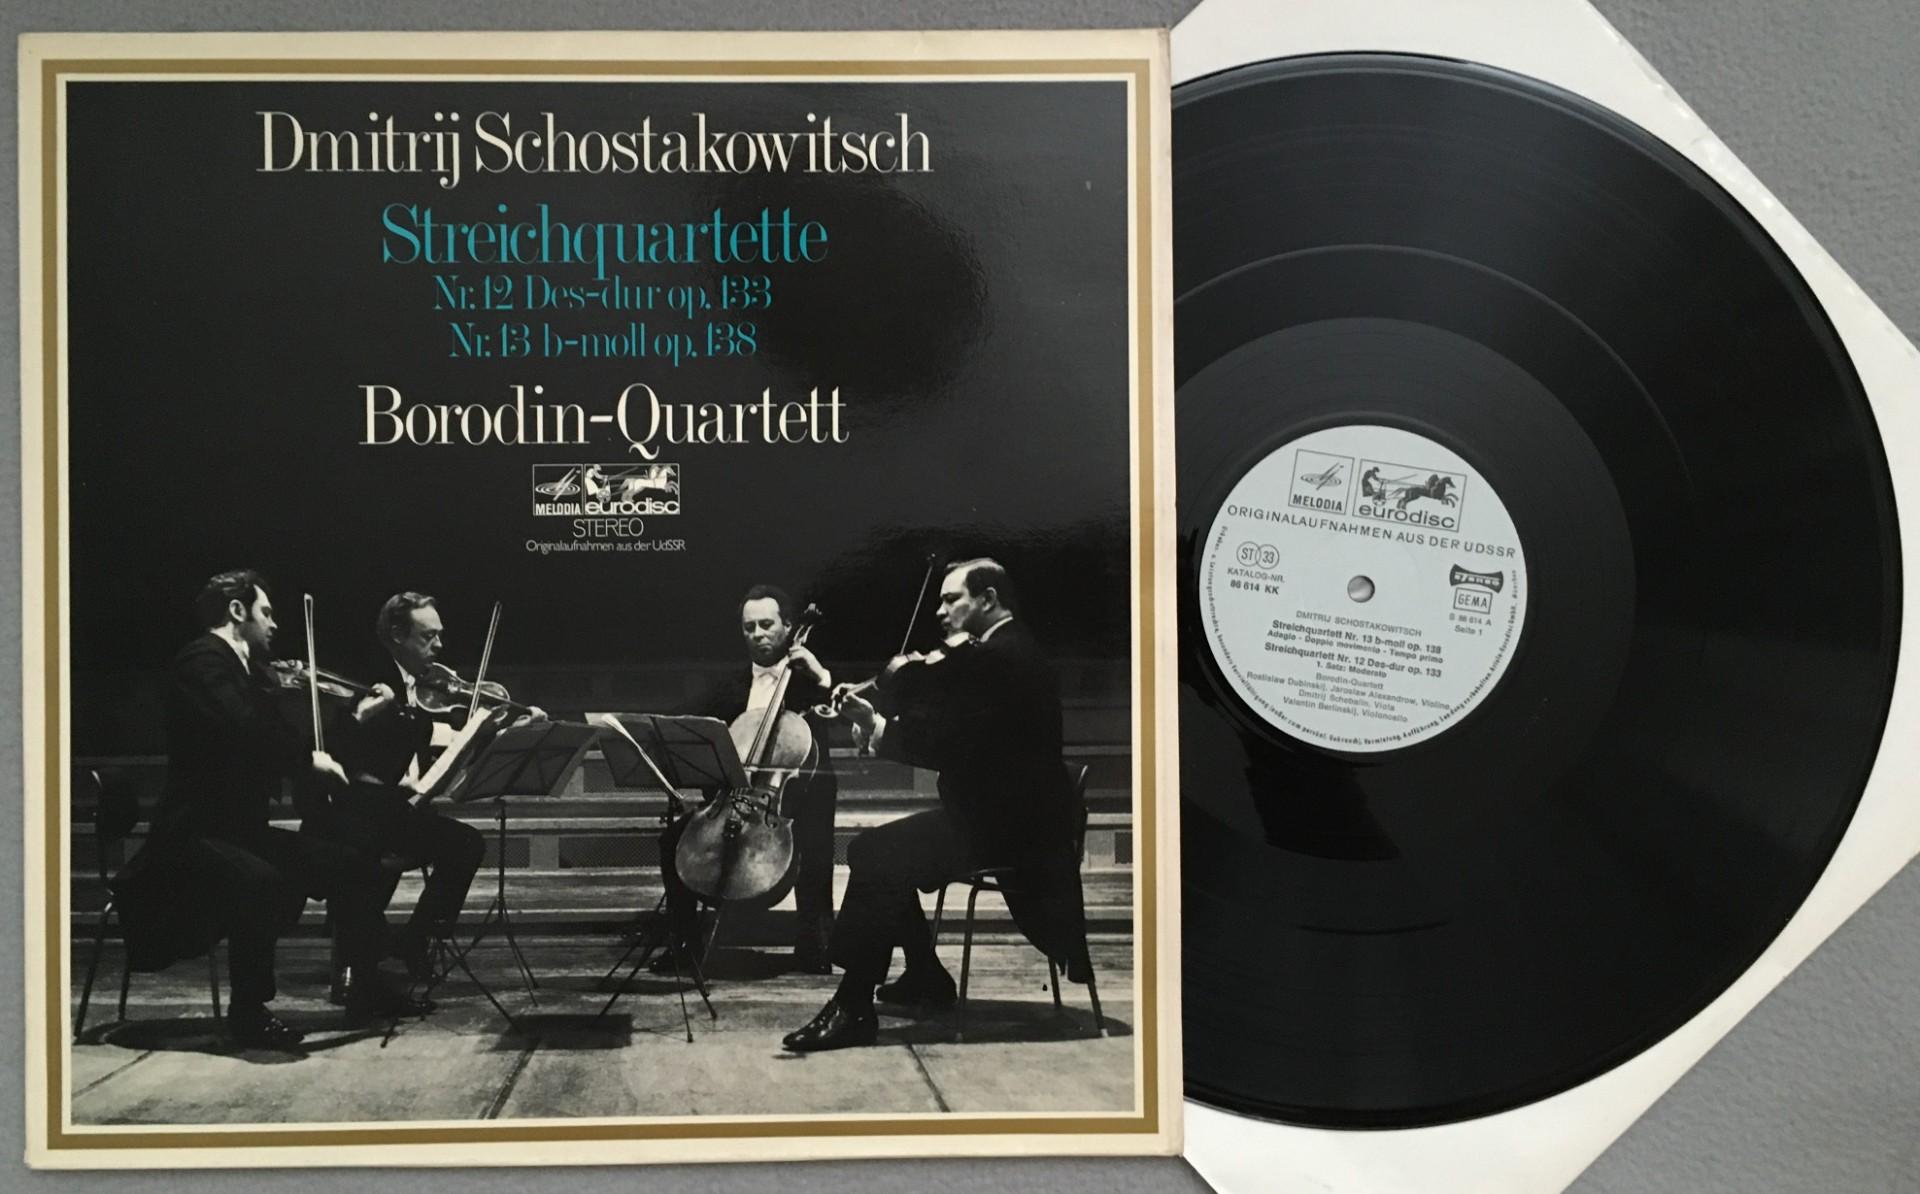 Dmitrij Schostakowitsch
Streichquartette
Nr. 12 Des-dur op. 133
Nr. 13 b-moll op. 138
Borodin-Quartett
MELODIA eurodisc
STEREO
Originalaufnahmen aus der UdSSR
MELODIA eurodisc
ORIGINALAUFNAHMEN AUS DER UDSSR
ST 33
KATALOG-NR.
86 614 KK
stereo
GEMA
S 86 614 A
Seite 1
DMITRIJ SCHOSTAKOWITSCH
Streichquartett Nr. 13 b-moll op. 138
Adagio - Doppio movimento - Tempo primo
Streichquartett Nr. 12 Des-dur op. 133
1. Satz: Moderato
Borodin-Quartett
Rostislaw Dubinskij, Jaroslaw Alexandrow, Violine
Dmitrij Schebalin, Viola
Valentin Berlinskij, Violoncello